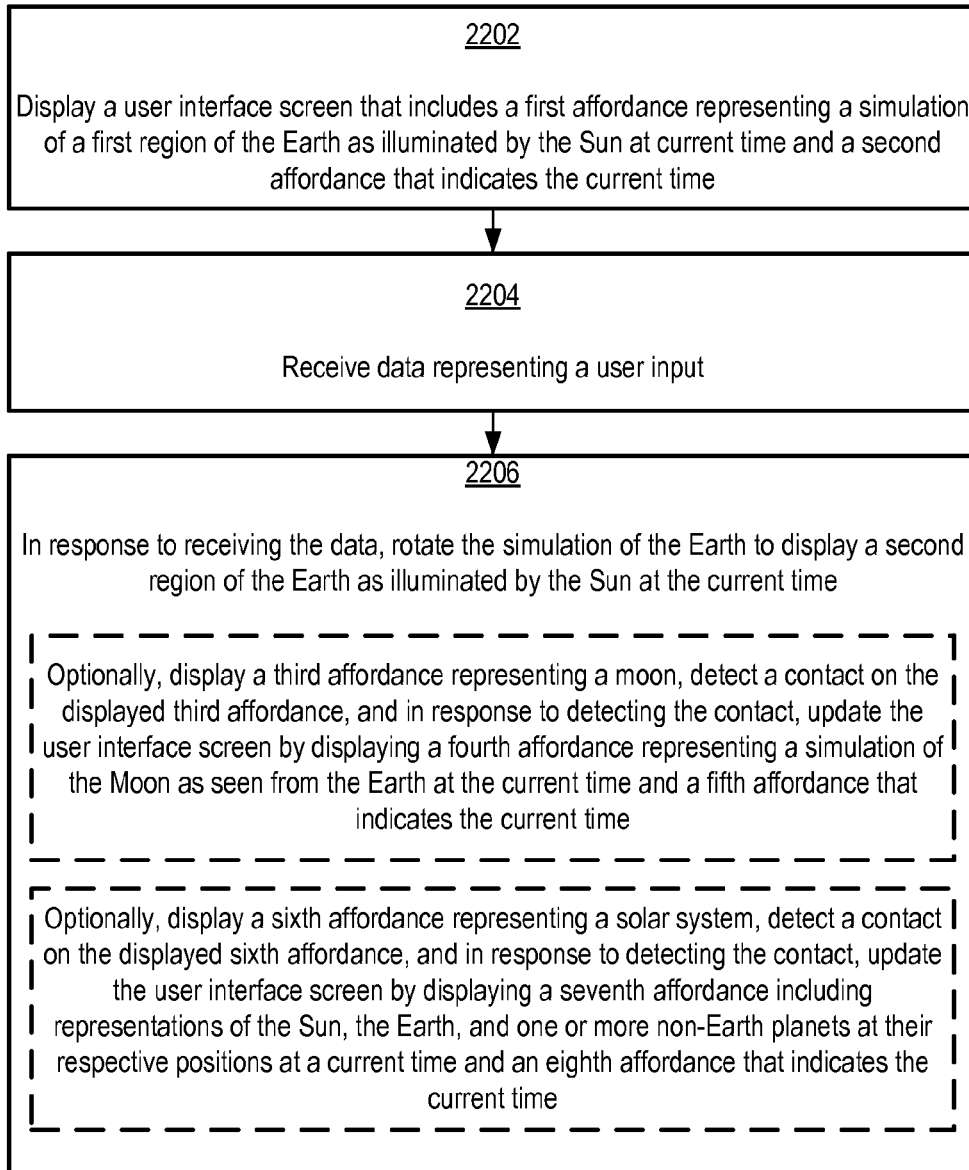 2202
Display a user interface screen that includes a first affordance representing a simulation
of a first region of the Earth as illuminated by the Sun at current time and a second
affordance that indicates the current time
2204
Receive data representing a user input
2206
In response to receiving the data, rotate the simulation of the Earth to display a second
region of the Earth as illuminated by the Sun at the current time
Optionally, display a third affordance representing a moon, detect a contact on the
displayed third affordance, and in response to detecting the contact, update the
user interface screen by displaying a fourth affordance representing a simulation of
the Moon as seen from the Earth at the current time and a fifth affordance that
indicates the current time
Optionally, display a sixth affordance representing a solar system, detect a contact
on the displayed sixth affordance, and in response to detecting the contact, update
the user interface screen by displaying a seventh affordance including
representations of the Sun, the Earth, and one or more non-Earth planets at their
respective positions at a current time and an eighth affordance that indicates the
current time